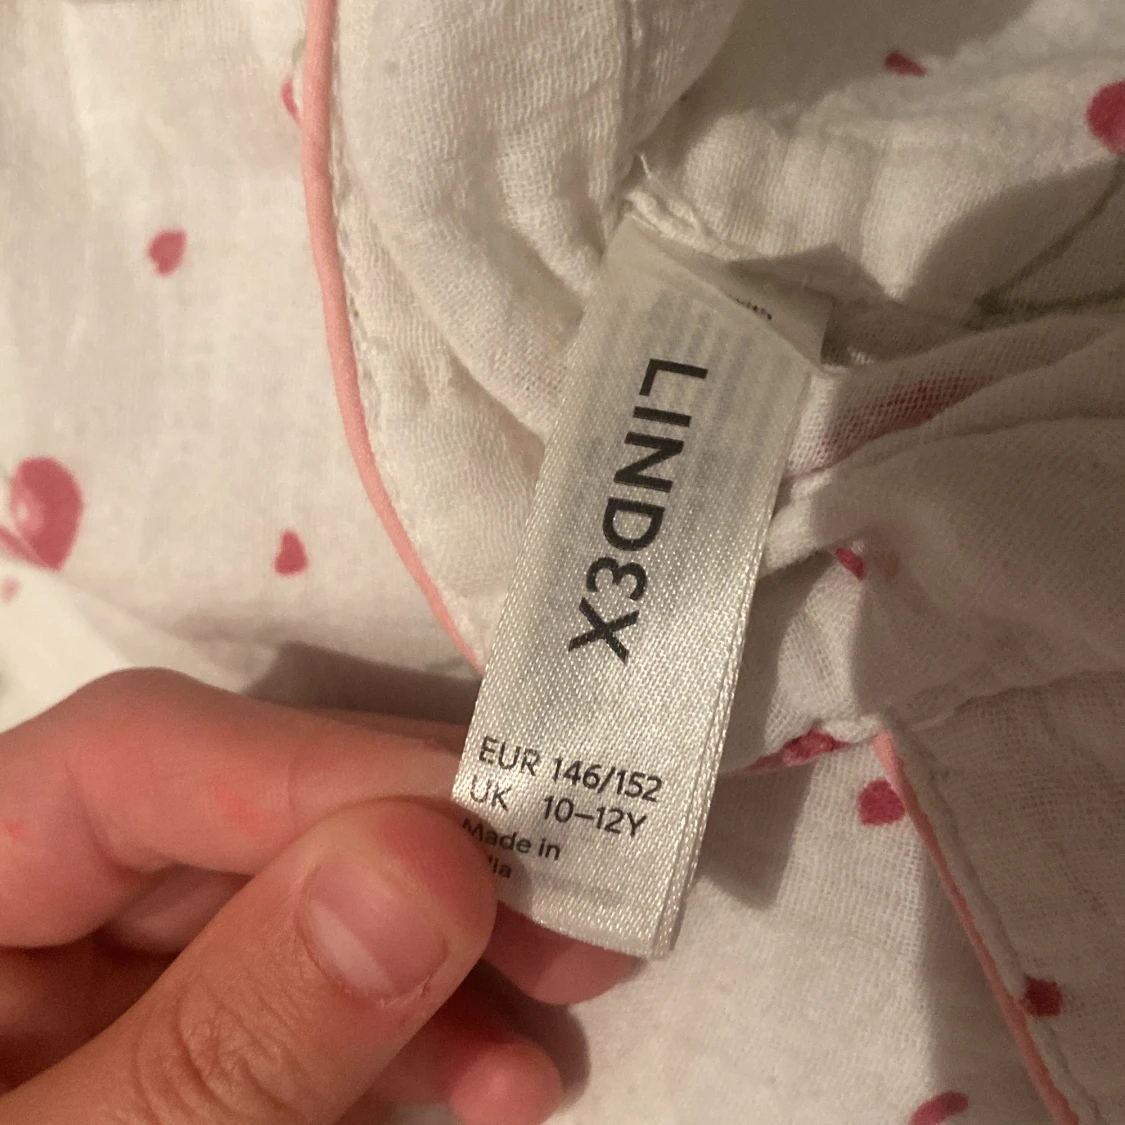 LINDEX
EUR 146/152
UK 10–12Y
Made in